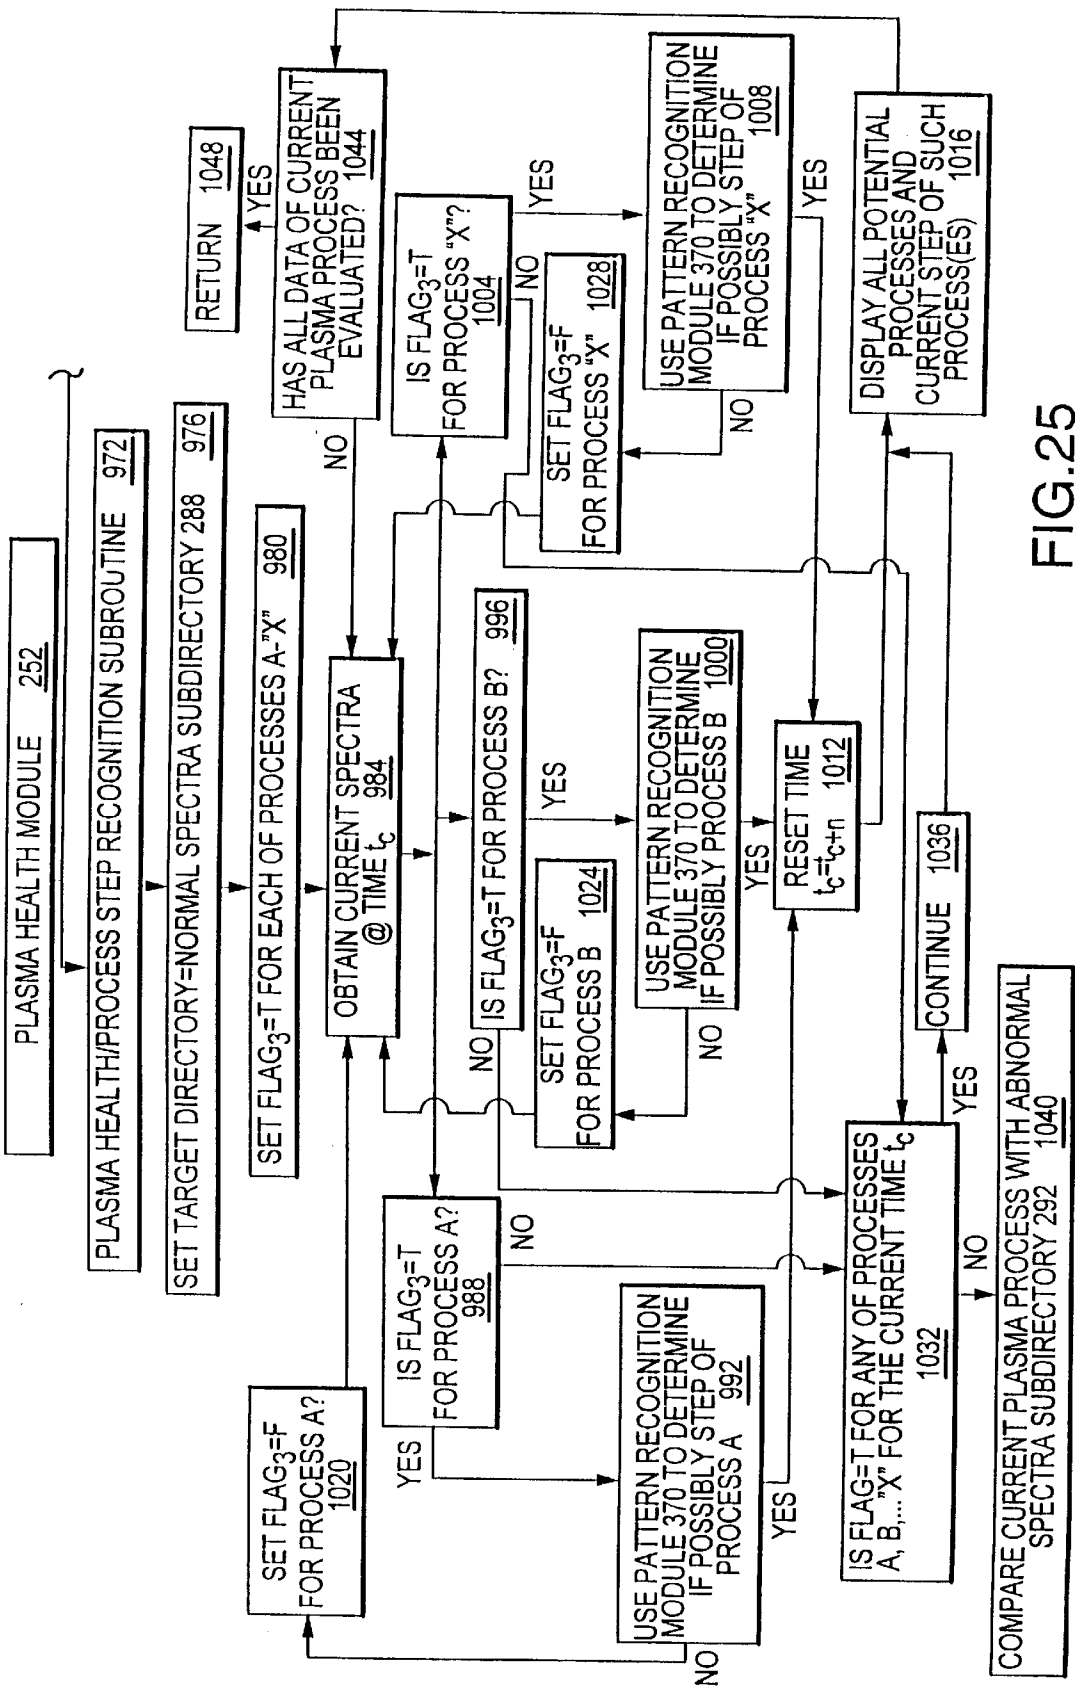 PLASMA HEALTH MODULE 252
PLASMA HEALTH/PROCESS STEP RECOGNITION SUBROUTINE 972
SET TARGET DIRECTORY=NORMAL SPECTRA SUBDIRECTORY 288 976
SET FLAG3=T FOR EACH OF PROCESSES A-"X" 980
RETURN 1048
YES
HAS ALL DATA OF CURRENT
PLASMA PROCESS BEEN
EVALUATED? 1044
NO
SET FLAG3=F
FOR PROCESS A?
1020
OBTAIN CURRENT SPECTRA
@ TIME tc
984
IS FLAG3=T
FOR PROCESS A?
988
YES
NO
IS FLAG3=T FOR PROCESS B? 996
NO
YES
IS FLAG3=T
FOR PROCESS "X"?
1004
NO
YES
SET FLAG3=F
FOR PROCESS B 1024
SET FLAG3=F
FOR PROCESS "X" 1028
USE PATTERN RECOGNITION
MODULE 370 TO DETERMINE
IF POSSIBLY STEP OF
PROCESS A 992
NO
YES
USE PATTERN RECOGNITION
MODULE 370 TO DETERMINE
IF POSSIBLY PROCESS B 1000
NO
YES
USE PATTERN RECOGNITION
MODULE 370 TO DETERMINE
IF POSSIBLY STEP OF
PROCESS "X" 1008
NO
YES
RESET TIME
tc=tc+n 1012
IS FLAG=T FOR ANY OF PROCESSES
A, B,..."X" FOR THE CURRENT TIME tc
1032
YES
NO
CONTINUE 1036
DISPLAY ALL POTENTIAL
PROCESSES AND
CURRENT STEP OF SUCH
PROCESS(ES) 1016
COMPARE CURRENT PLASMA PROCESS WITH ABNORMAL
SPECTRA SUBDIRECTORY 292 1040
FIG.25